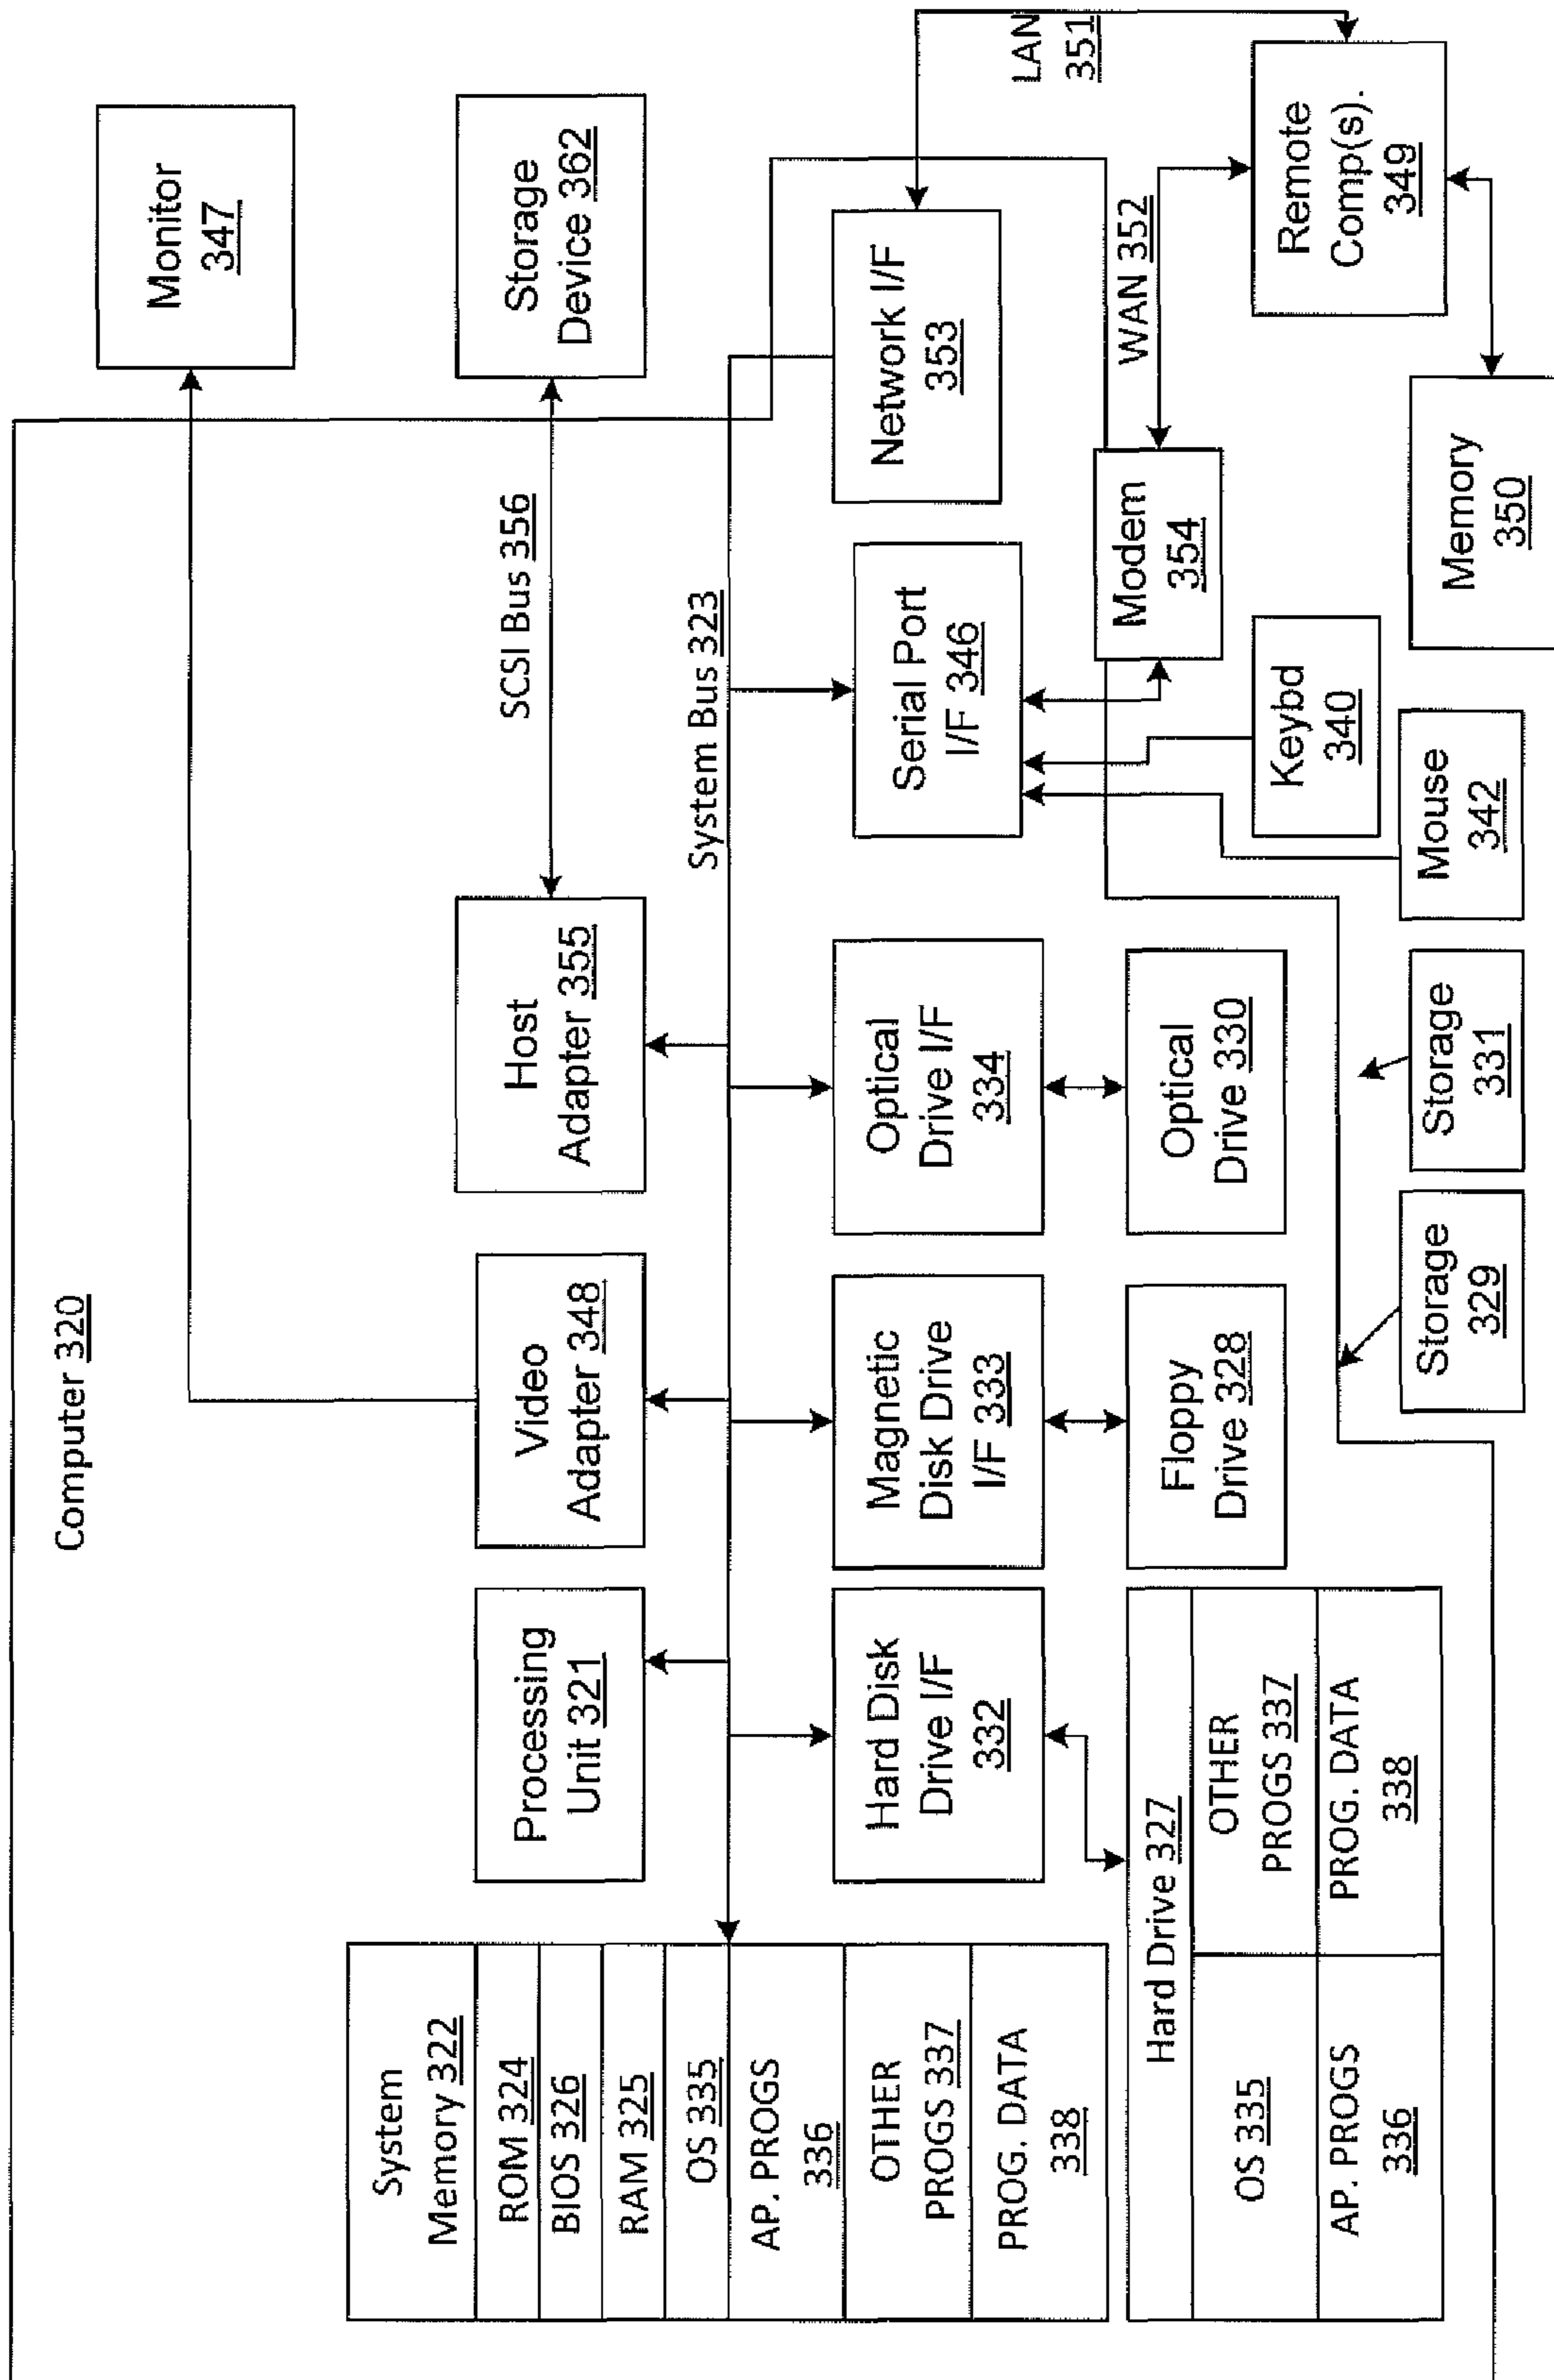 Computer 320
Monitor
347
System
Memory 322
ROM 324
BIOS 326
RAM 325
OS 335
AP. PROGS
336
OTHER
PROGS 337
PROG. DATA
338
Processing
Unit 321
Video
Adapter 348
Host
Adapter 355
SCSI Bus 356
Storage
Device 362
System Bus 323
Hard Disk
Drive I/F
332
Magnetic
Disk Drive
I/F 333
Optical
Drive I/F
334
Serial Port
I/F 346
Network I/F
353
LAN
351
Hard Drive 327
OS 335
OTHER
PROGS 337
AP. PROGS
336
PROG. DATA
338
Floppy
Drive 328
Optical
Drive 330
Modem
354
WAN 352
Remote
Comp(s).
349
Keybd
340
Storage
329
Storage
331
Mouse
342
Memory
350